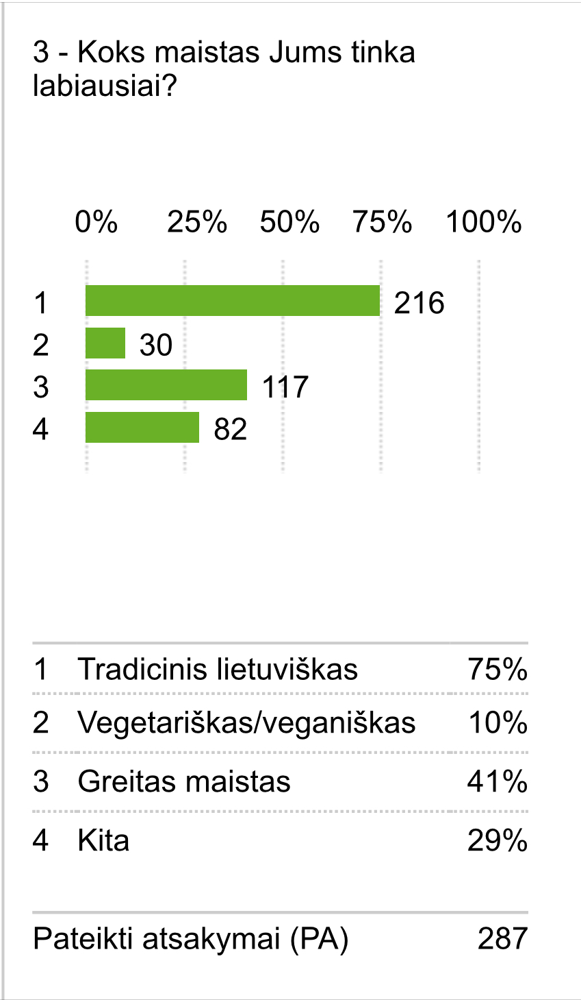 3 - Koks maistas Jums tinka
labiausiai?
0% 25% 50% 75% 100%
1 216
2 30
3 117
4 82
1 Tradicinis lietuviškas 75%
2 Vegetariškas/veganiškas 10%
3 Greitas maistas 41%
4 Kita 29%
Pateikti atsakymai (PA) 287